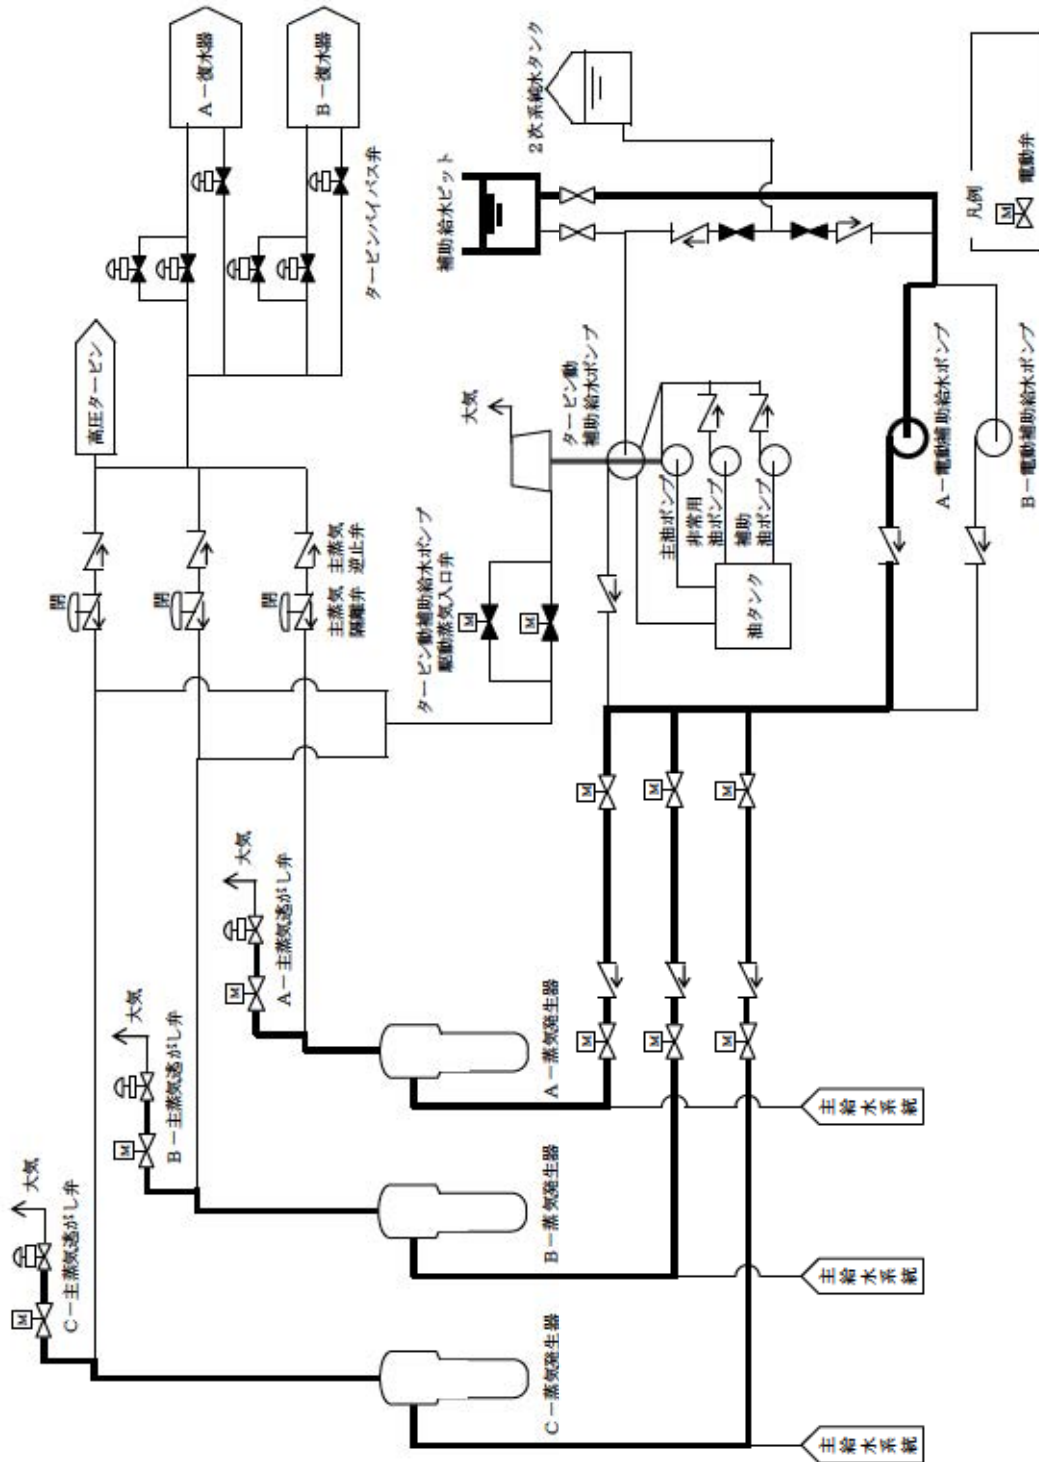 A－復水器
B－復水器
タービンバイパス弁
高圧タービン
2次系純水タンク
補助給水ピット
凡例
M
電動弁
大気
タービン動
補助給水ポンプ
主油ポンプ
非常用
油ポンプ
補助
油ポンプ
油タンク
A－電動補助給水ポンプ
B－電動補助給水ポンプ
閉
閉
閉
主蒸気
隔離弁
主蒸気
逆止弁
タービン動補助給水ポンプ
駆動蒸気入口弁
M
M
大気
A－主蒸気逃がし弁
M
大気
B－主蒸気逃がし弁
M
大気
C－主蒸気逃がし弁
M
M
M
M
M
M
M
A－蒸気発生器
B－蒸気発生器
C－蒸気発生器
主給水系統
主給水系統
主給水系統